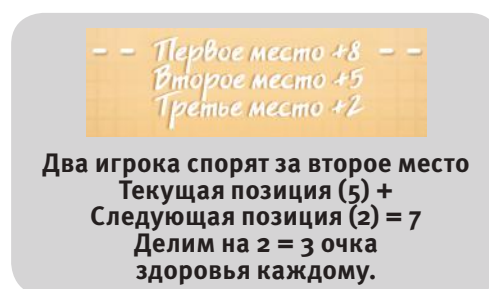 – – Первое место +8 – –
Второе место +5
Третье место +2
Два игрока спорят за второе место
Текущая позиция (5) +
Следующая позиция (2) = 7
Делим на 2 = 3 очка
здоровья каждому.